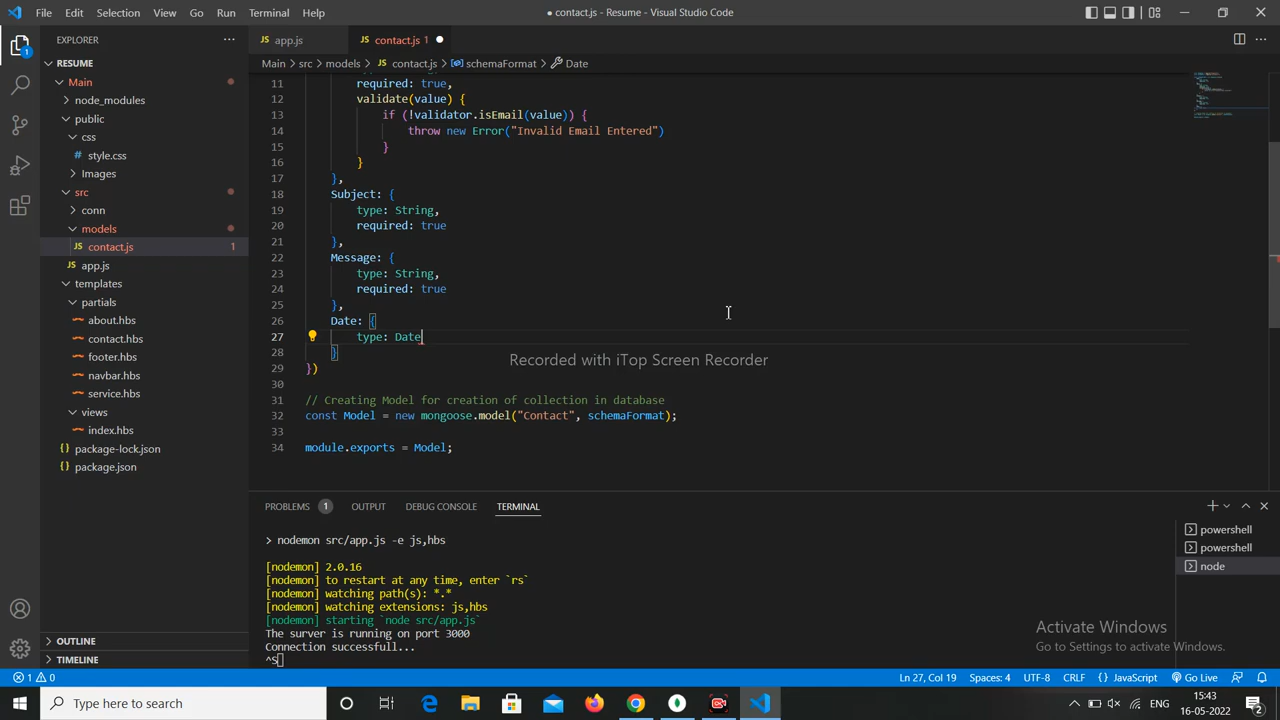 File Edit Selection View Go Run Terminal Help
● contact.js - Resume - Visual Studio Code
EXPLORER
RESUME
Main
node_modules
public
css
style.css
Images
src
conn
models
contact.js 1
app.js
templates
partials
about.hbs
contact.hbs
footer.hbs
navbar.hbs
service.hbs
views
index.hbs
package-lock.json
package.json
OUTLINE
TIMELINE
app.js contact.js 1 ●
Main > src > models > contact.js > schemaFormat > Date
11 required: true,
12 validate(value) {
13 if (!validator.isEmail(value)) {
14 throw new Error("Invalid Email Entered")
15 }
16 }
17 },
18 Subject: {
19 type: String,
20 required: true
21 },
22 Message: {
23 type: String,
24 required: true
25 },
26 Date: {
27 type: Date
28 }
29 })
30
31 // Creating Model for creation of collection in database
32 const Model = new mongoose.model("Contact", schemaFormat);
33
34 module.exports = Model;
Recorded with iTop Screen Recorder
PROBLEMS 1 OUTPUT DEBUG CONSOLE TERMINAL
> nodemon src/app.js -e js,hbs
[nodemon] 2.0.16
[nodemon] to restart at any time, enter `rs`
[nodemon] watching path(s): *.*
[nodemon] watching extensions: js,hbs
[nodemon] starting `node src/app.js`
The surver is running on port 3000
Connection successfull...
^S
powershell
powershell
node
Activate Windows
Go to Settings to activate Windows.
1 0
Ln 27, Col 19 Spaces: 4 UTF-8 CRLF JavaScript Go Live
Type here to search
ENG
15:43
16-05-2022
2